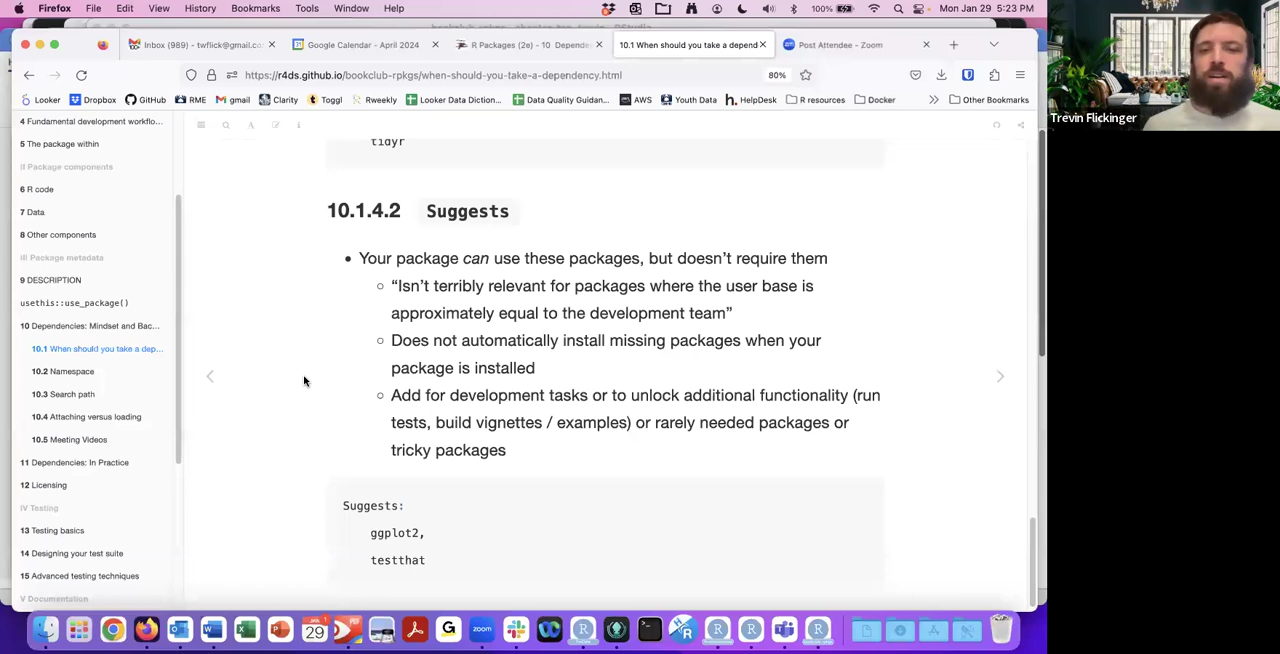 Firefox File Edit View History Bookmarks Tools Window Help 100% Mon Jan 29 5:23 PM
Inbox (989) - twflick@gmail.co Google Calendar - April 2024 R Packages (2e) - 10 Depende 10.1 When should you take a depend Post Attendee - Zoom
https://r4ds.github.io/bookclub-rpkgs/when-should-you-take-a-dependency.html 80%
Looker Dropbox GitHub RME gmail Clarity Toggl Rweekly Looker Data Diction... Data Quality Guidan... AWS Youth Data HelpDesk R resources Docker Other Bookmarks
Trevin Flickinger
4 Fundamental development workflo...
5 The package within
II Package components
6 R code
7 Data
8 Other components
III Package metadata
9 DESCRIPTION
usethis::use_package()
10 Dependencies: Mindset and Bac...
10.1 When should you take a dep...
10.2 Namespace
10.3 Search path
10.4 Attaching versus loading
10.5 Meeting Videos
11 Dependencies: In Practice
12 Licensing
IV Testing
13 Testing basics
14 Designing your test suite
15 Advanced testing techniques
V Documentation
tidyr
10.1.4.2 Suggests
• Your package can use these packages, but doesn't require them
○ “Isn't terribly relevant for packages where the user base is
approximately equal to the development team”
○ Does not automatically install missing packages when your
package is installed
○ Add for development tasks or to unlock additional functionality (run
tests, build vignettes / examples) or rarely needed packages or
tricky packages
Suggests:
ggplot2,
testthat
JAN
29
zoom